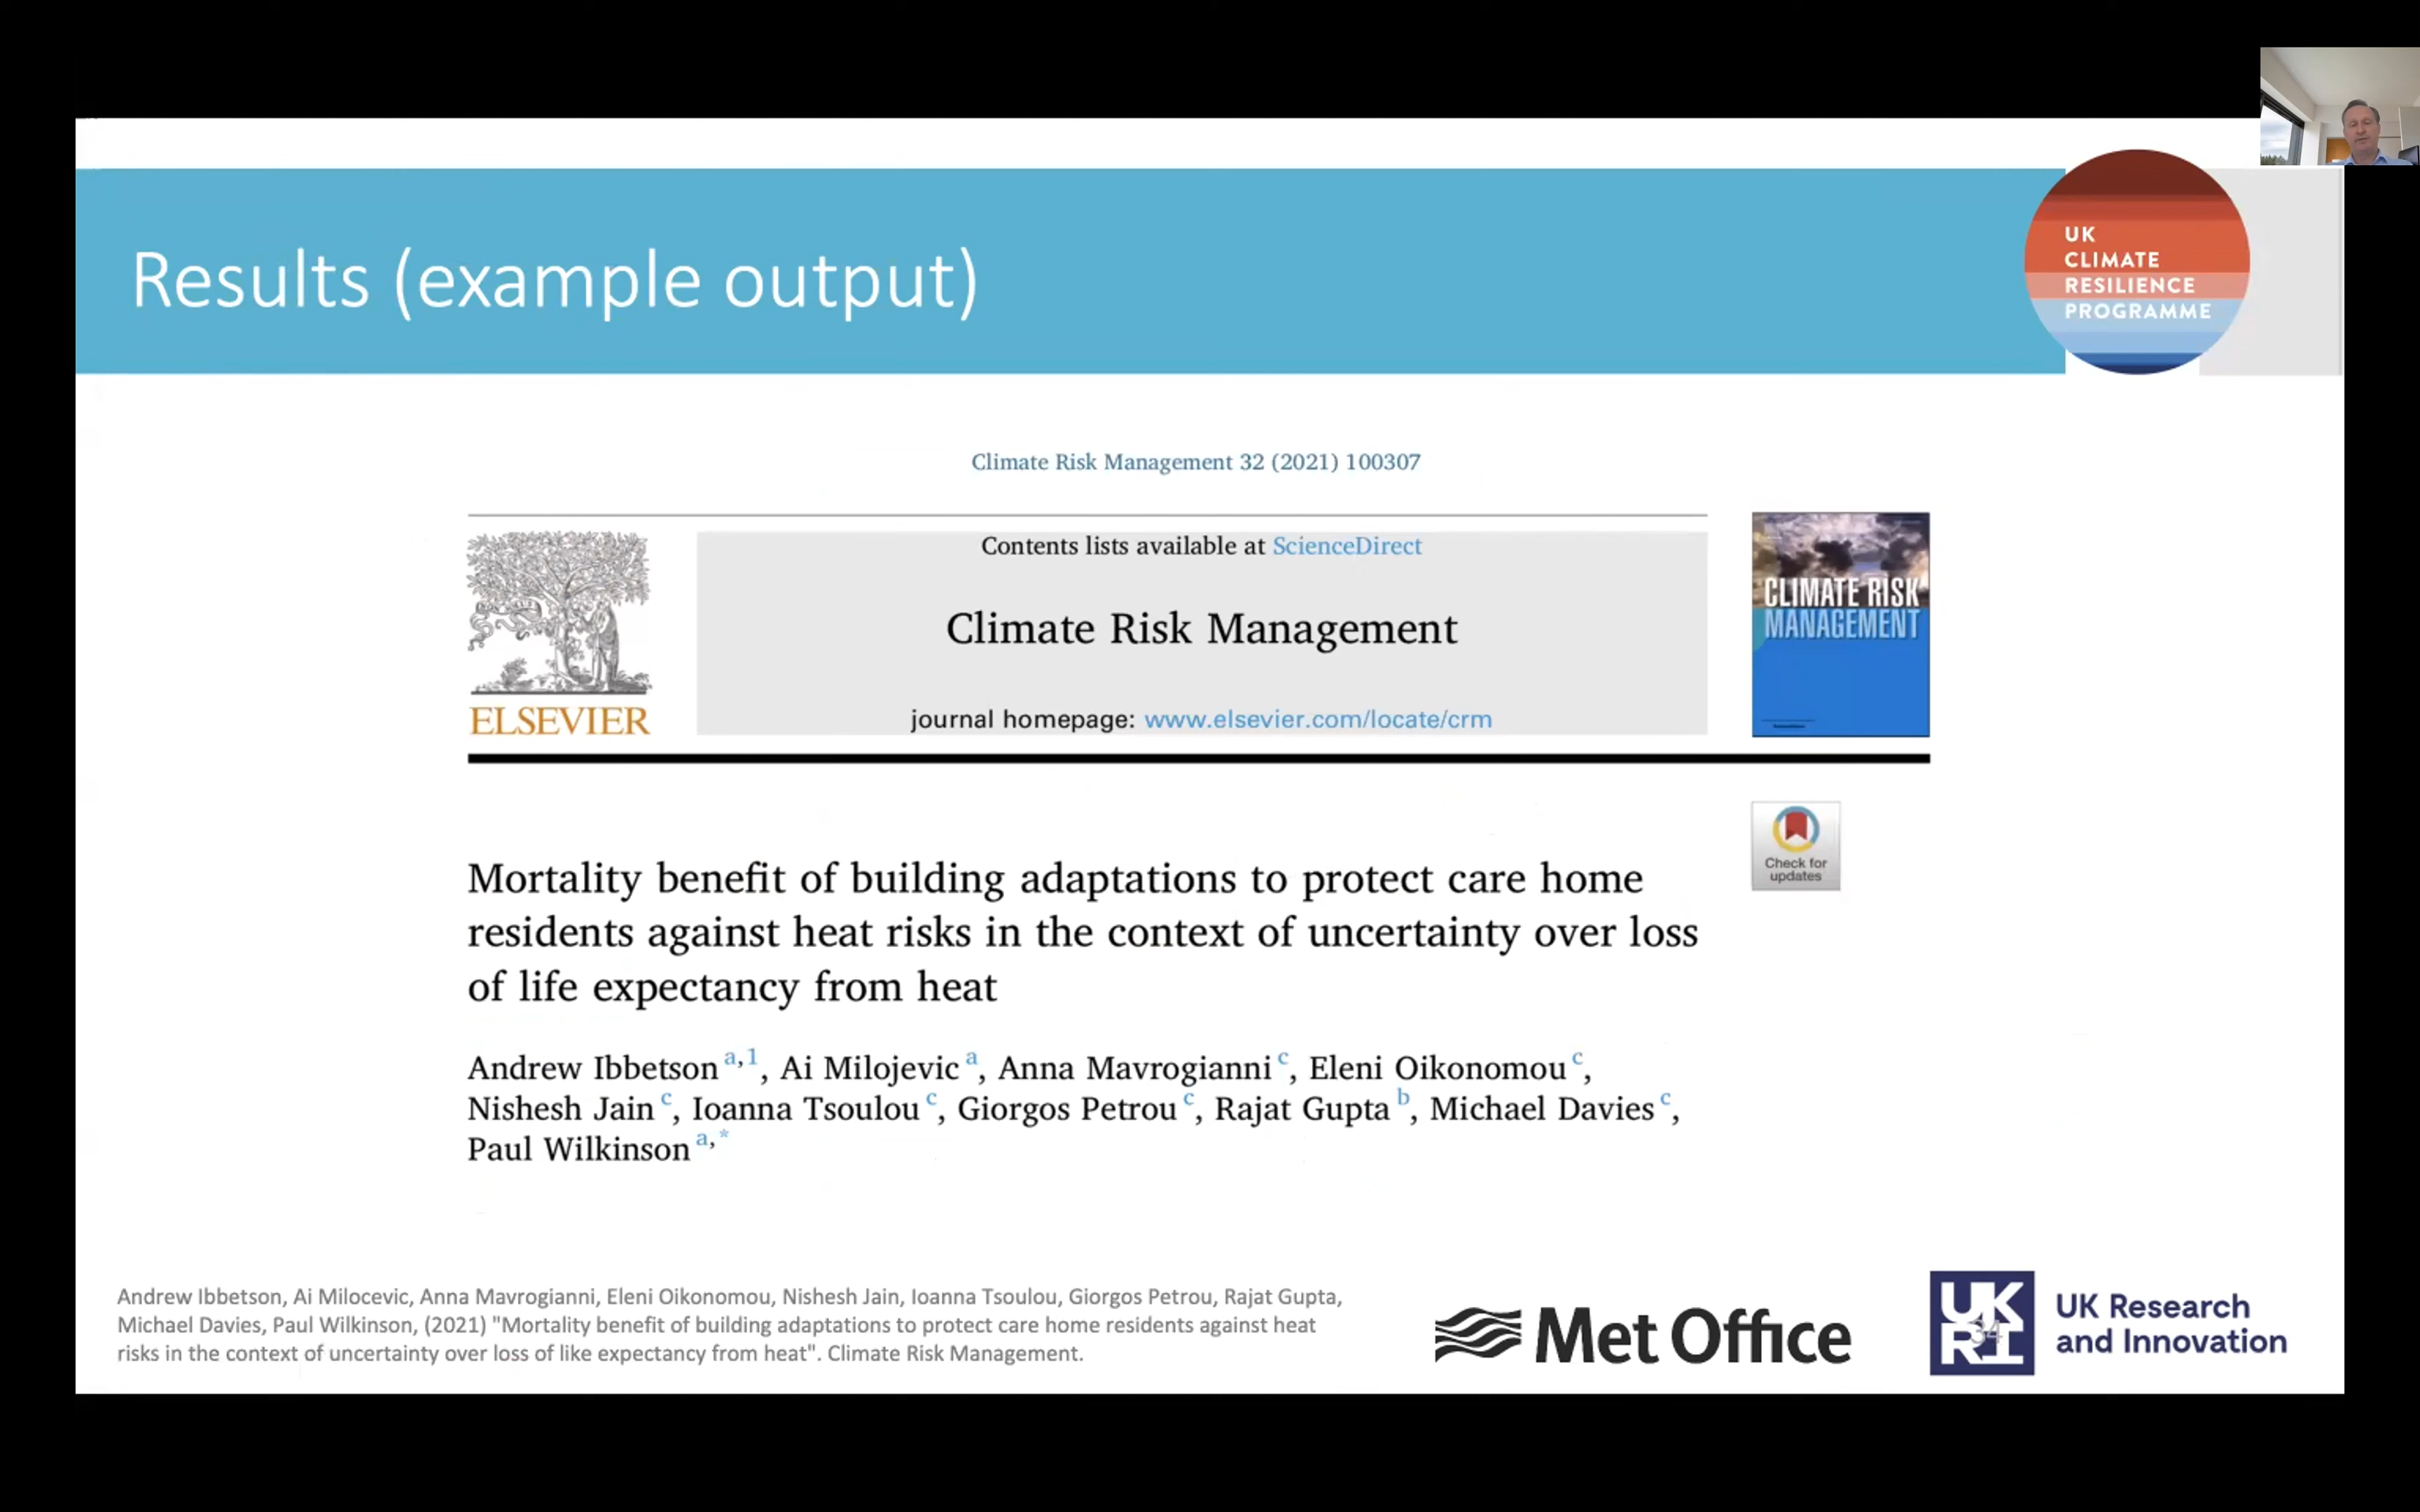 Results (example output)
UK
CLIMATE
RESILIENCE
PROGRAMME
Climate Risk Management 32 (2021) 100307
Contents lists available at ScienceDirect
Climate Risk Management
journal homepage: www.elsevier.com/locate/crm
ELSEVIER
CLIMATE RISK
MANAGEMENT
Check for
updates
Mortality benefit of building adaptations to protect care home
residents against heat risks in the context of uncertainty over loss
of life expectancy from heat
Andrew Ibbetson a,1, Ai Milojevic a, Anna Mavrogianni c, Eleni Oikonomou c,
Nishesh Jain c, Ioanna Tsoulou c, Giorgos Petrou c, Rajat Gupta b, Michael Davies c,
Paul Wilkinson a,*
Andrew Ibbetson, Ai Milocevic, Anna Mavrogianni, Eleni Oikonomou, Nishesh Jain, Ioanna Tsoulou, Giorgos Petrou, Rajat Gupta,
Michael Davies, Paul Wilkinson, (2021) "Mortality benefit of building adaptations to protect care home residents against heat
risks in the context of uncertainty over loss of like expectancy from heat". Climate Risk Management.
Met Office
UK
RI
34
UK Research
and Innovation